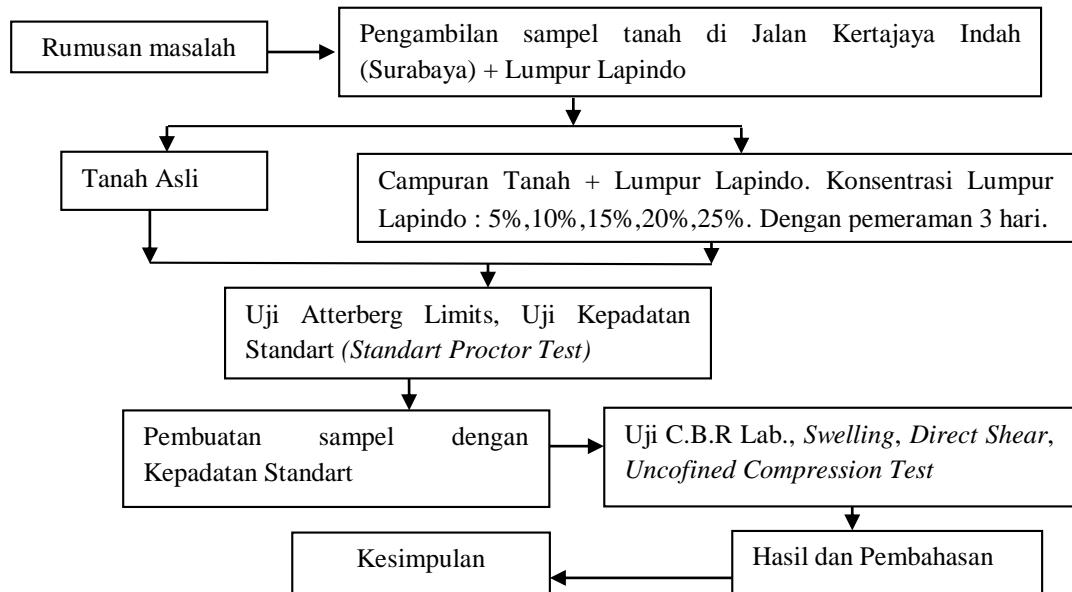 Rumusan masalah
Pengambilan sampel tanah di Jalan Kertajaya Indah
(Surabaya) + Lumpur Lapindo
Tanah Asli
Campuran Tanah + Lumpur Lapindo. Konsentrasi Lumpur
Lapindo : 5%,10%,15%,20%,25%. Dengan pemeraman 3 hari.
Uji Atterberg Limits, Uji Kepadatan
Standart (Standart Proctor Test)
Pembuatan sampel dengan
Kepadatan Standart
Uji C.B.R Lab., Swelling, Direct Shear,
Uncofined Compression Test
Hasil dan Pembahasan
Kesimpulan